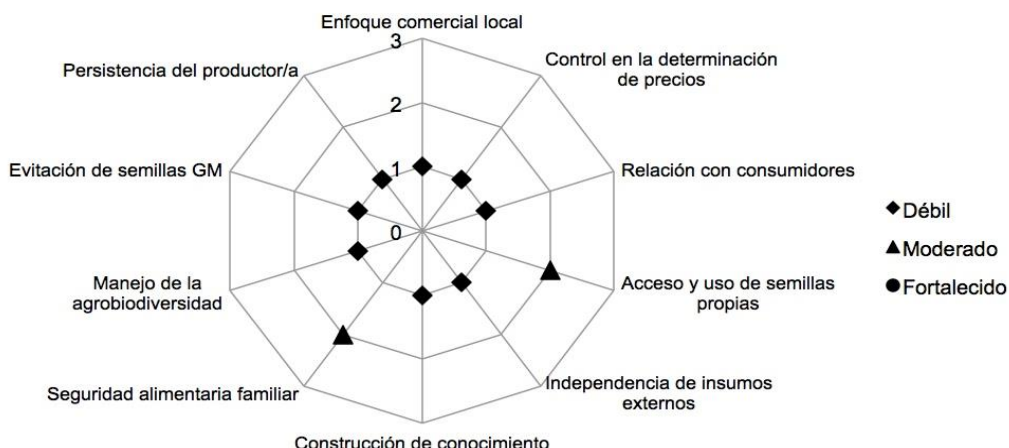 Enfoque comercial local
3
Persistencia del productor/a
Control en la determinación
de precios
2
Evitación de semillas GM
1
Relación con consumidores
Débil
0
Moderado
Manejo de la
agrobiodiversidad
Acceso y uso de semillas
propias
Fortalecido
Seguridad alimentaria familiar
Independencia de insumos
externos
Construcción de conocimiento